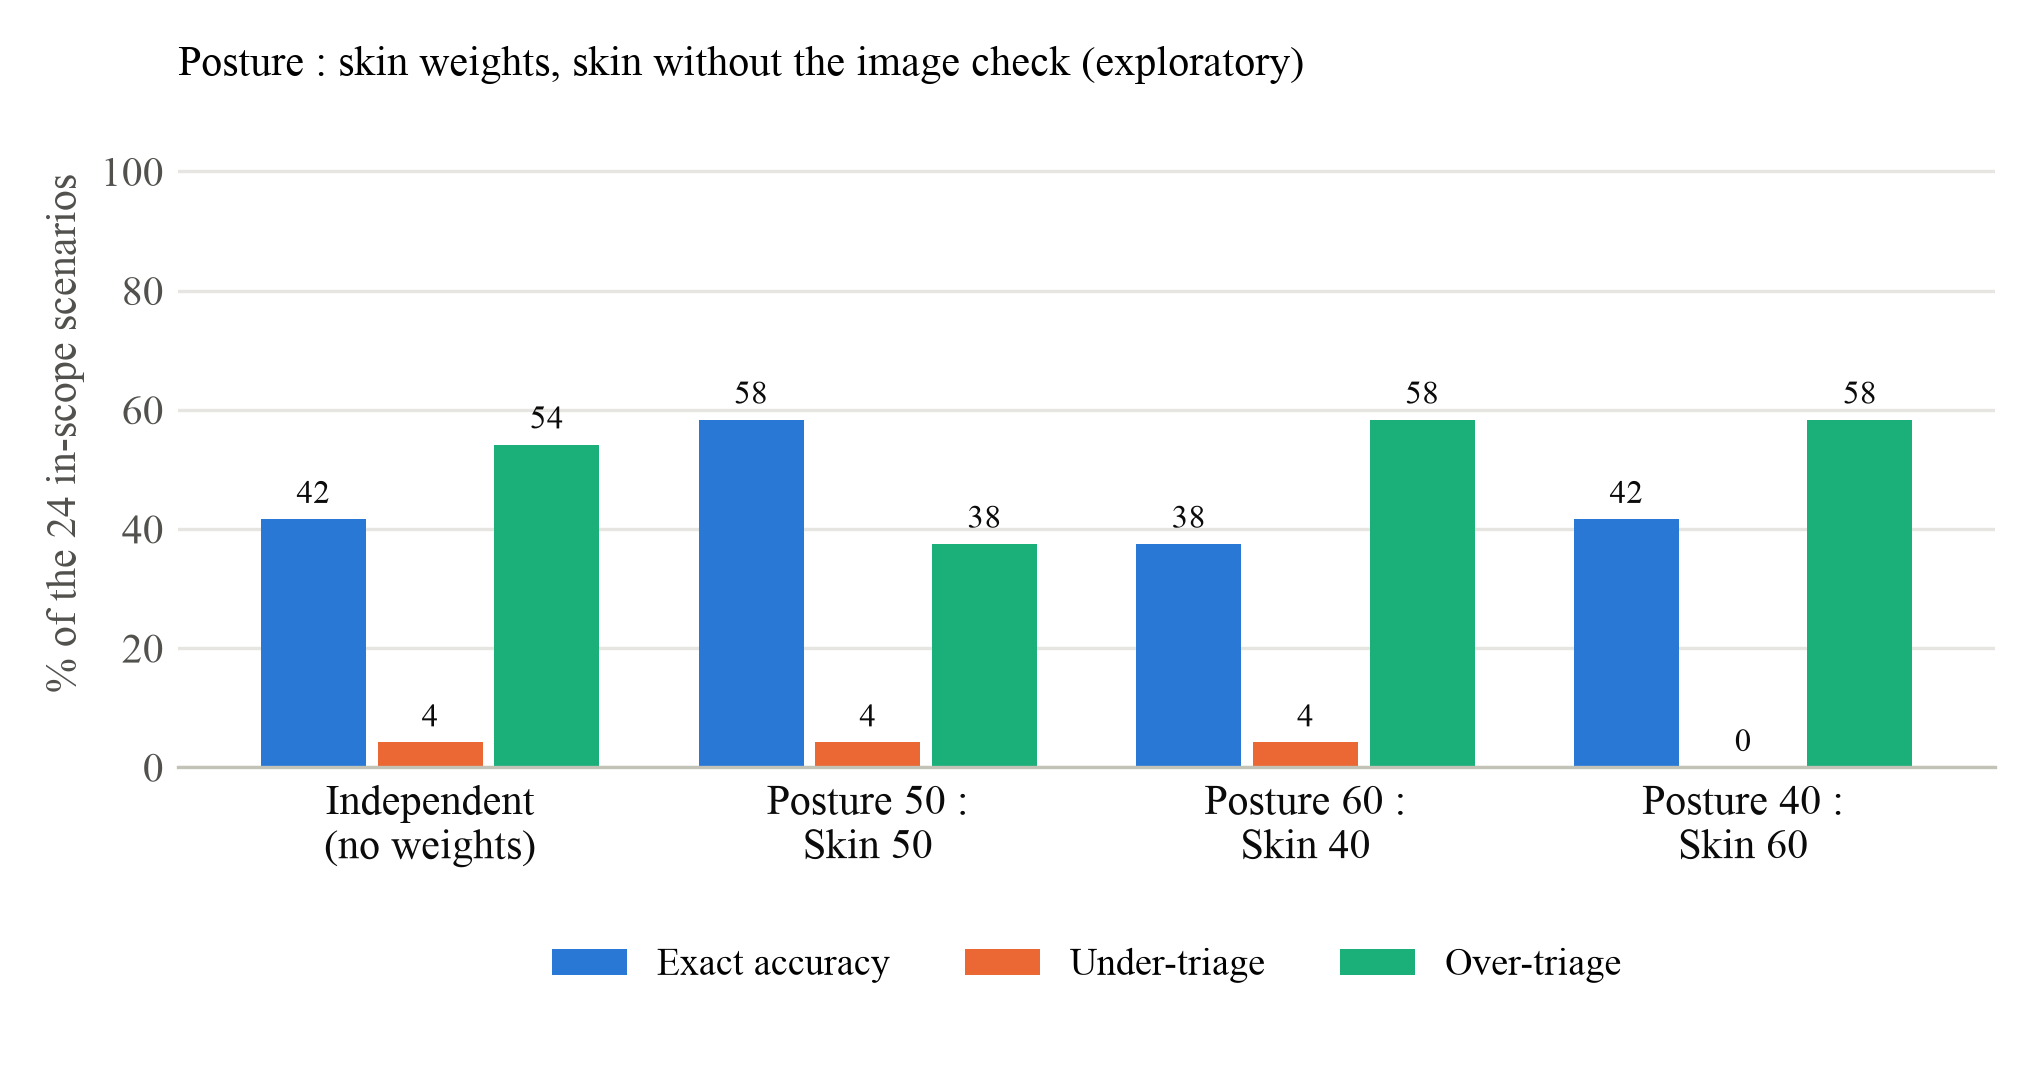 Posture : skin weights, skin without the image check (exploratory)
% of the 24 in-scope scenarios
100
80
60
40
20
0
42
4
54
58
4
38
38
4
58
42
0
58
Independent
(no weights)
Posture 50 :
Skin 50
Posture 60 :
Skin 40
Posture 40 :
Skin 60
Exact accuracy
Under-triage
Over-triage